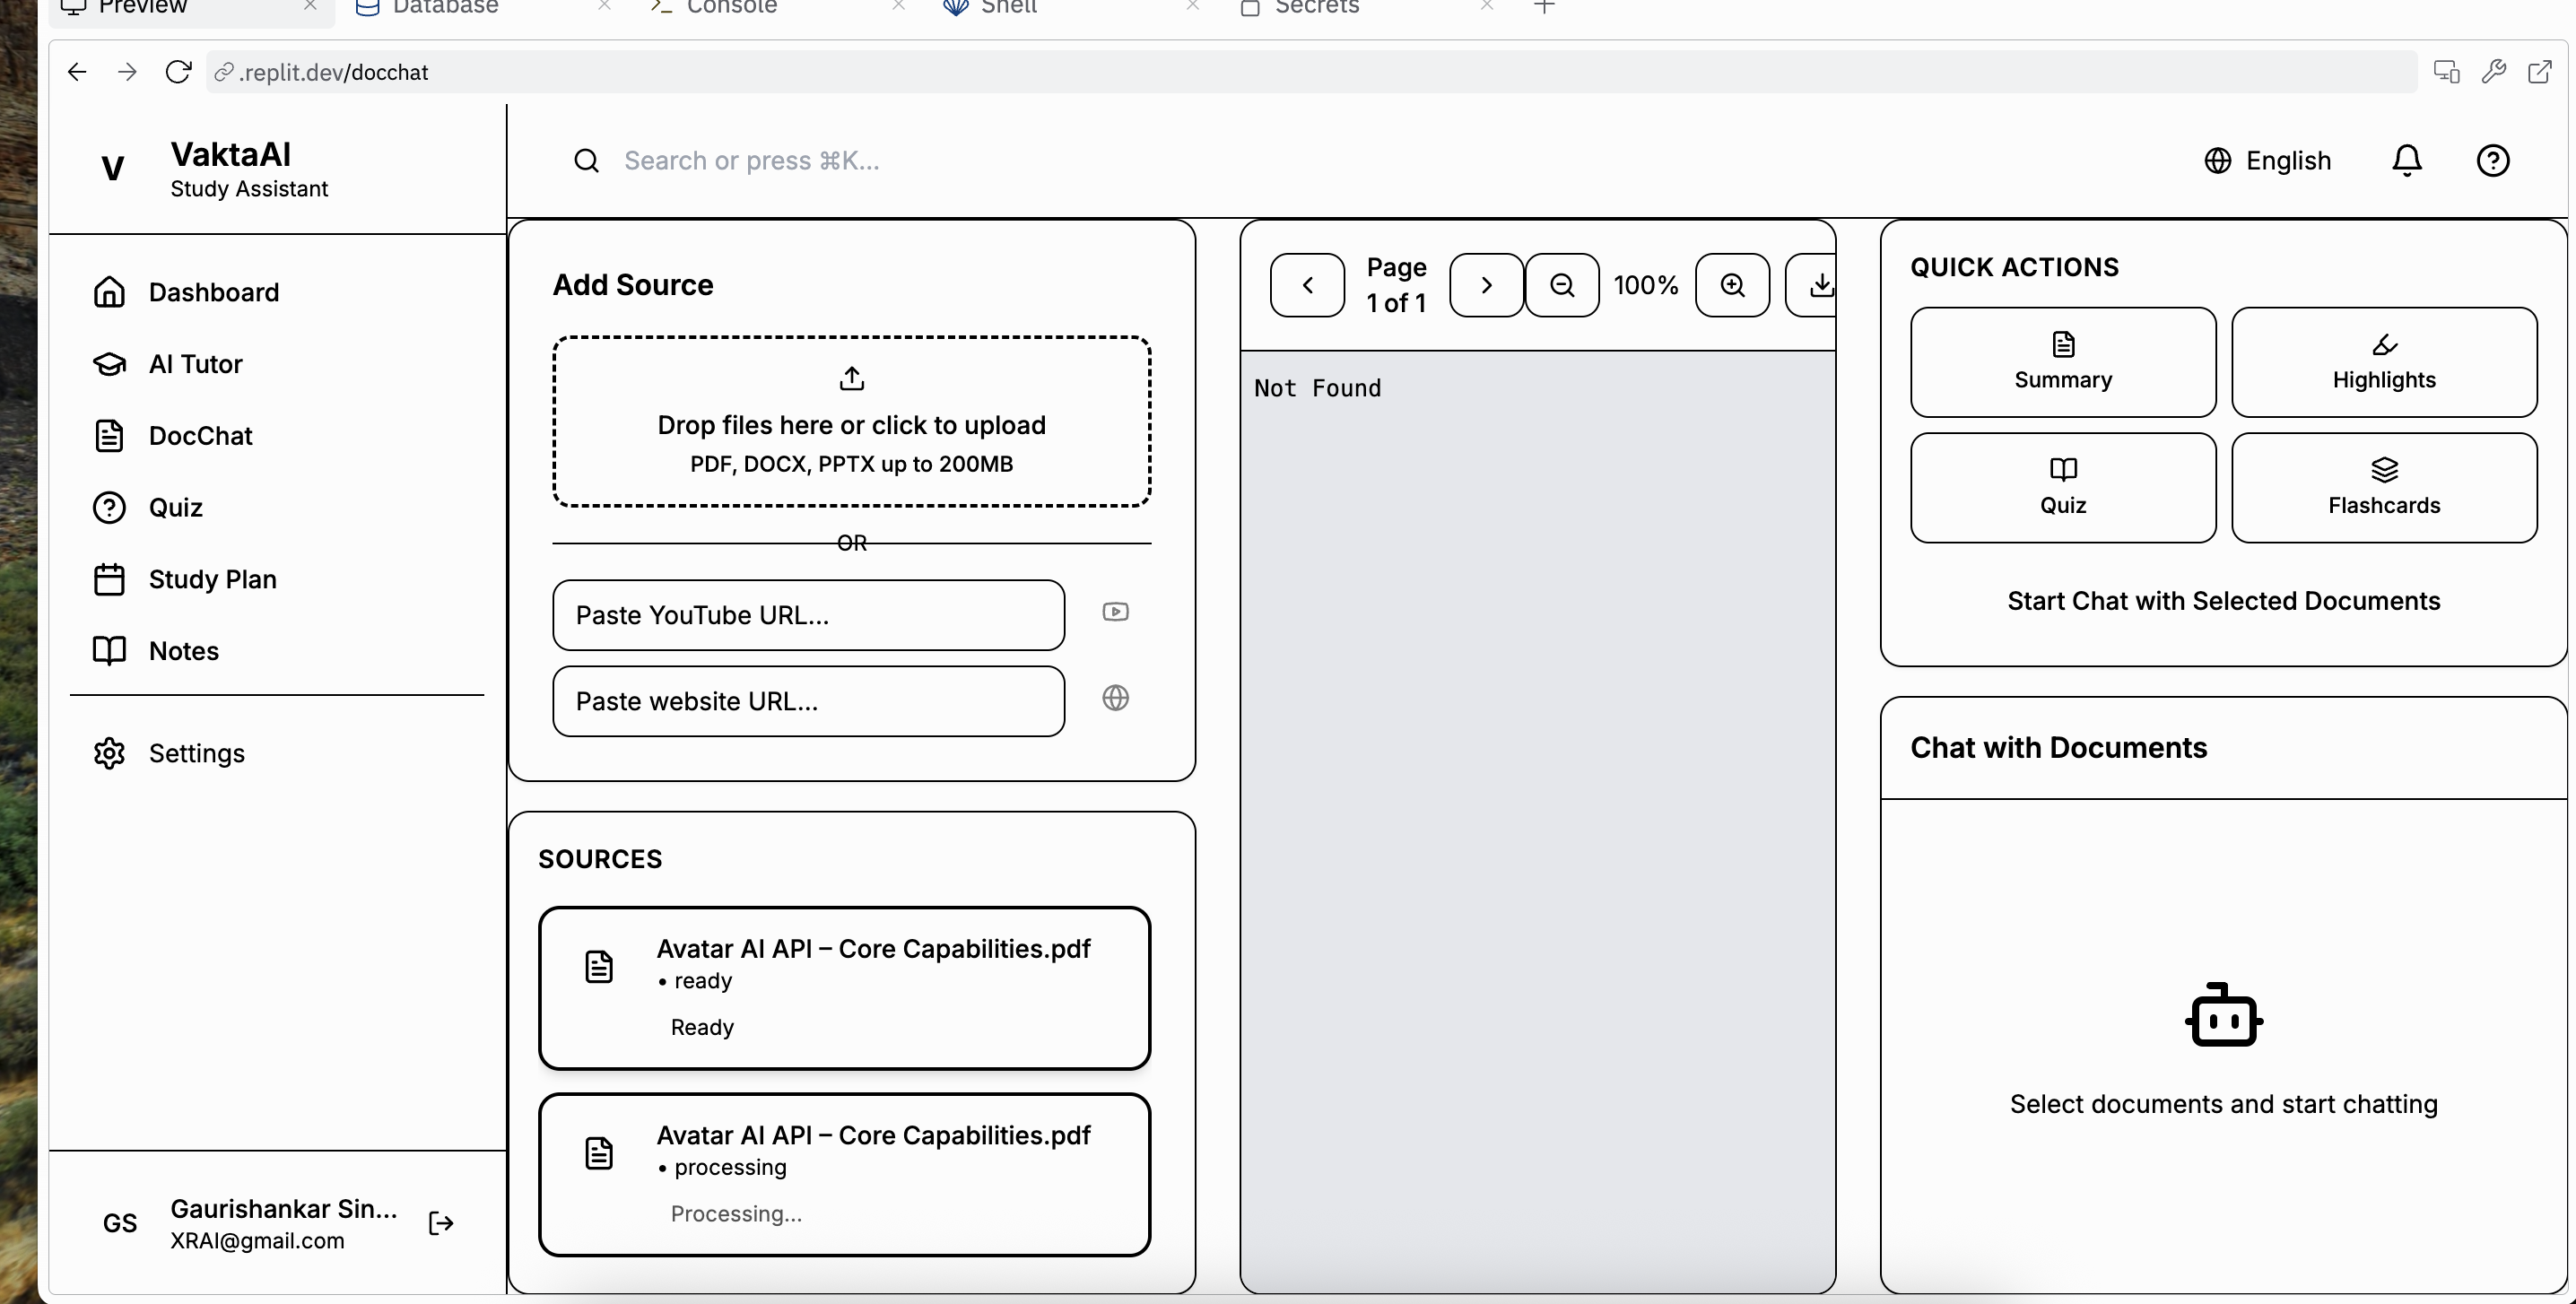 Preview
Database
Console
Shell
Secrets
.replit.dev/docchat
V
VaktaAI
Study Assistant
Search or press ⌘K...
English
Dashboard
AI Tutor
DocChat
Quiz
Study Plan
Notes
Settings
GS
Gaurishankar Sin...
XRAI@gmail.com
Add Source
Drop files here or click to upload
PDF, DOCX, PPTX up to 200MB
OR
Paste YouTube URL...
Paste website URL...
SOURCES
Avatar AI API – Core Capabilities.pdf
• ready
Ready
Avatar AI API – Core Capabilities.pdf
• processing
Processing...
Page
1 of 1
100%
Not Found
QUICK ACTIONS
Summary
Highlights
Quiz
Flashcards
Start Chat with Selected Documents
Chat with Documents
Select documents and start chatting